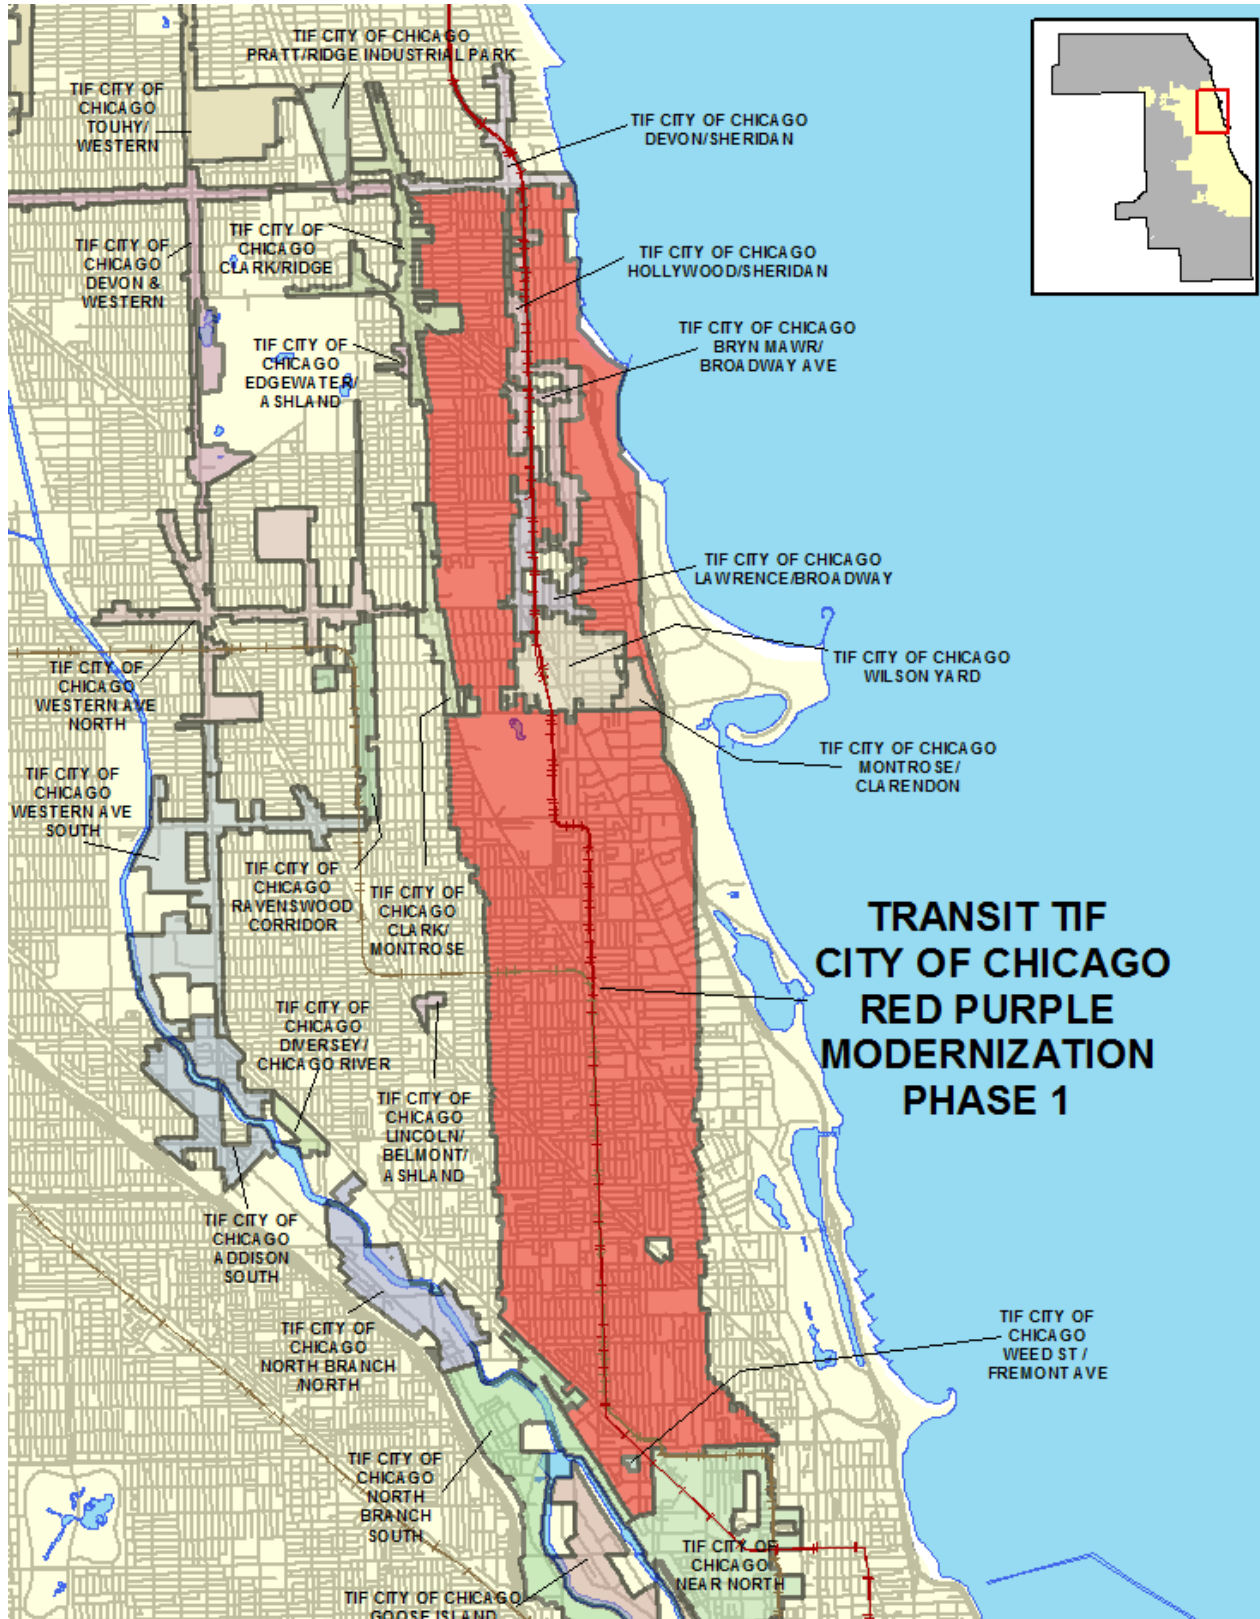 TIF CITY OF CHICAGO
PRATT/RIDGE INDUSTRIAL PARK
TIF CITY OF
CHICAGO
TOUHY/
WESTERN
TIF CITY OF CHICAGO
DEVON/SHERIDAN
TIF CITY OF
CHICAGO
CLARK/RIDGE
TIF CITY OF
CHICAGO
DEVON &
WESTERN
TIF CITY OF CHICAGO
HOLLYWOOD/SHERIDAN
TIF CITY OF CHICAGO
BRYN MAWR/
BROADWAY AVE
TIF CITY OF
CHICAGO
EDGEWATER/
ASHLAND
TIF CITY OF CHICAGO
LAWRENCE/BROADWAY
TIF CITY OF CHICAGO
WILSON YARD
TIF CITY OF
CHICAGO
WESTERN AVE
NORTH
TIF CITY OF CHICAGO
MONTROSE/
CLARENDON
TIF CITY OF
CHICAGO
WESTERN AVE
SOUTH
TIF CITY OF
CHICAGO
RAVENSWOOD
CORRIDOR
TIF CITY OF
CHICAGO
CLARK/
MONTROSE
TRANSIT TIF
CITY OF CHICAGO
RED PURPLE
MODERNIZATION
PHASE 1
TIF CITY OF
CHICAGO
DIVERSEY/
CHICAGO RIVER
TIF CITY OF
CHICAGO
LINCOLN/
BELMONT/
ASHLAND
TIF CITY OF
CHICAGO
ADDISON
SOUTH
TIF CITY OF
CHICAGO
NORTH BRANCH
/NORTH
TIF CITY OF
CHICAGO
WEED ST /
FREMONT AVE
TIF CITY OF
CHICAGO
NORTH
BRANCH
SOUTH
TIF CITY OF
CHICAGO
NEAR NORTH
TIF CITY OF CHICAGO
GOOSE ISLAND